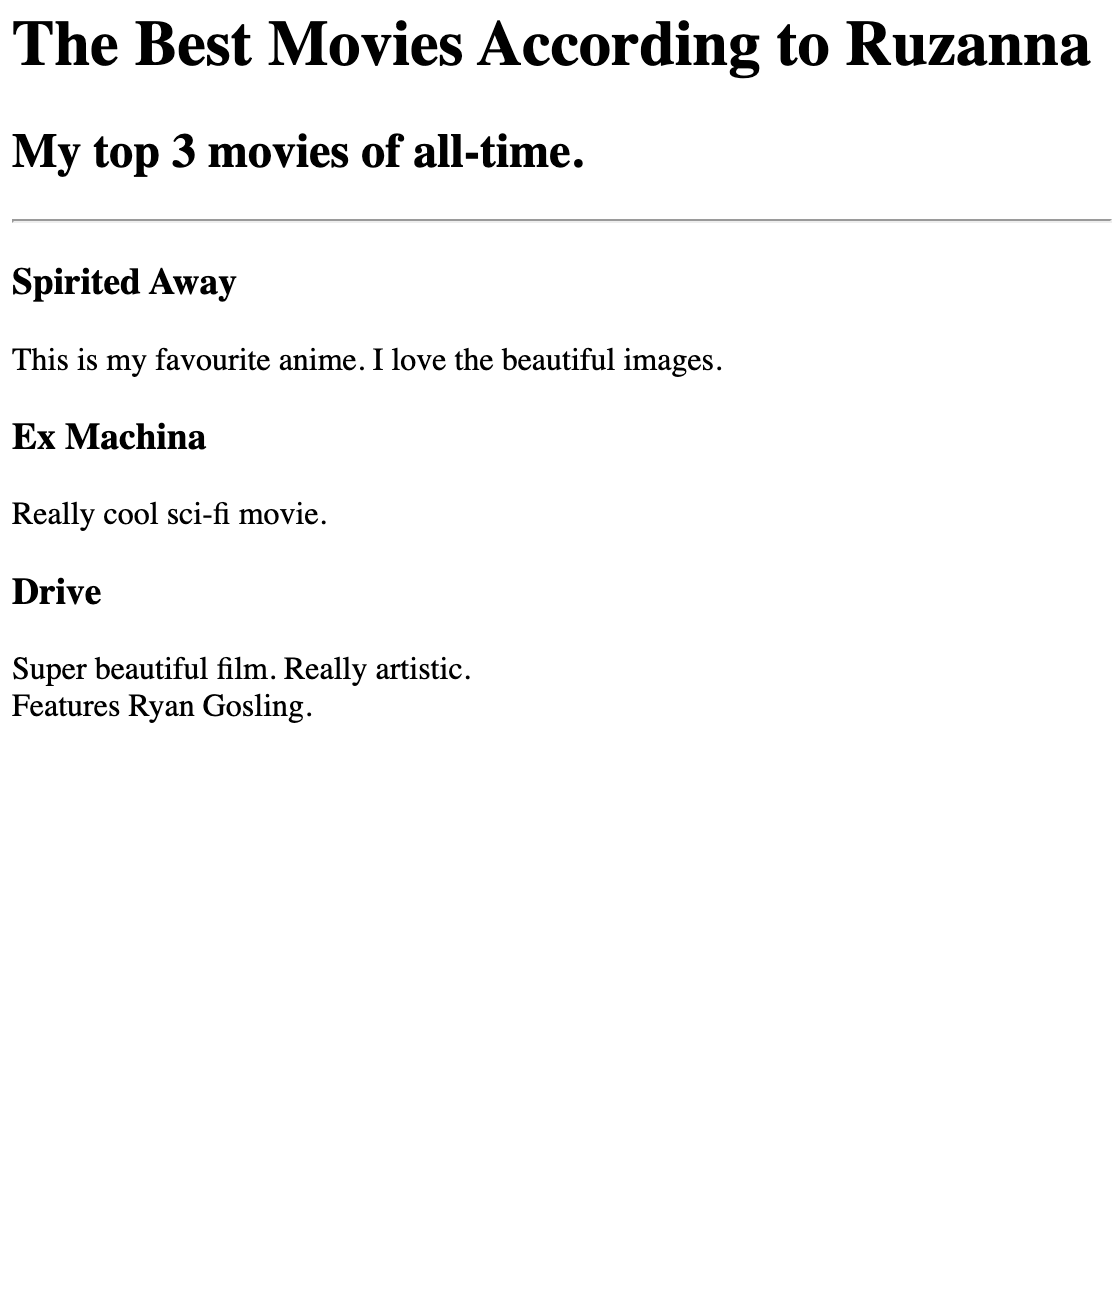 The Best Movies According to Ruzanna
My top 3 movies of all-time.
Spirited Away
This is my favourite anime. I love the beautiful images.
Ex Machina
Really cool sci-fi movie.
Drive
Super beautiful film. Really artistic.
Features Ryan Gosling.